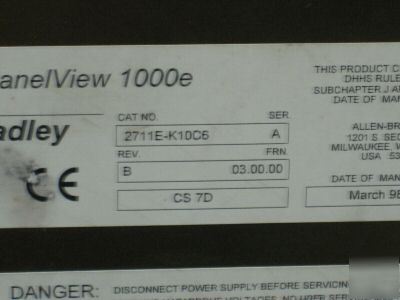 anelView 1000e
THIS PRODUCT C
DHHS RULE
SUBCHAPTER J A
DATE OF MAN
adley
CAT NO. SER.
2711E-K10C6 A
REV. FRN.
B 03.00.00
CS 7D
CE
ALLEN-BR
1201 S. SEC
MILWAUKEE, W
USA 53
DATE OF MAN
March 98
DANGER: DISCONNECT POWER SUPPLY BEFORE SERVICING